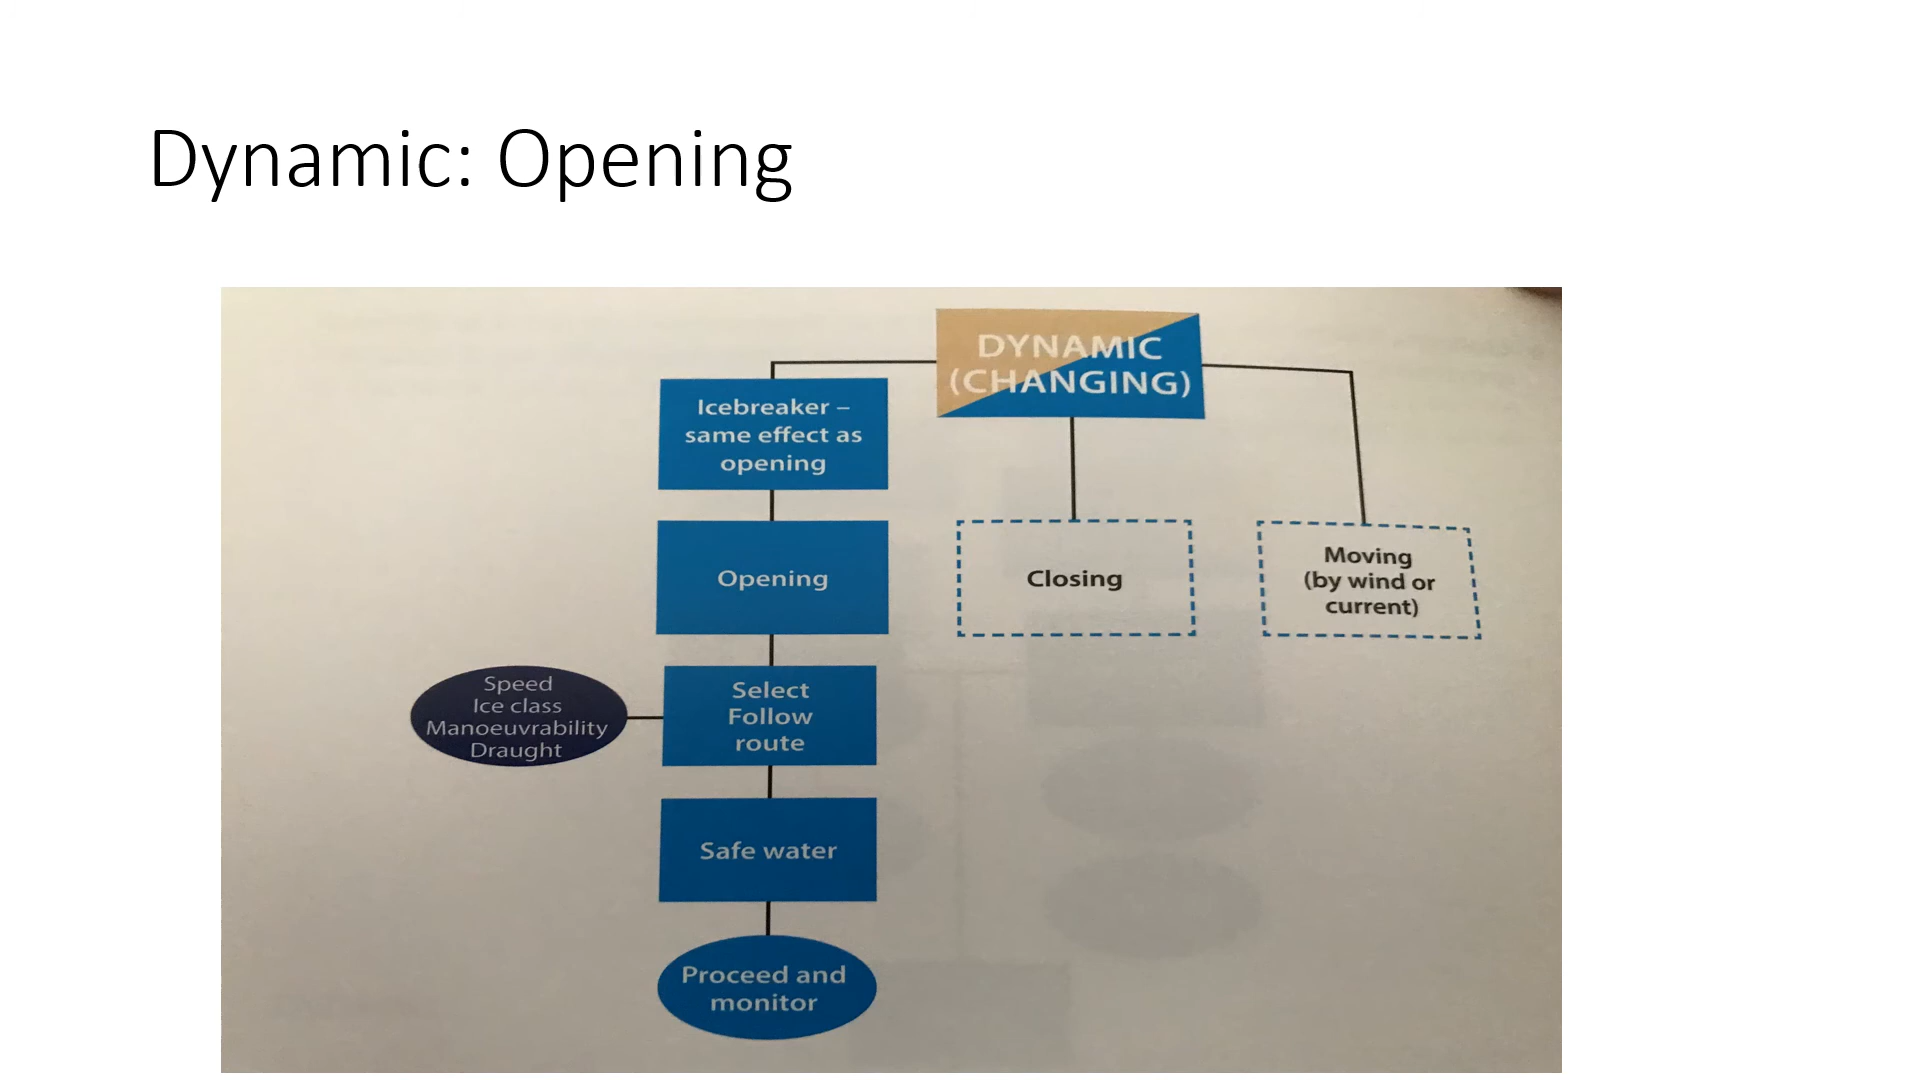 Dynamic: Opening
DYNAMIC
(CHANGING)
Icebreaker –
same effect as
opening
Opening
Closing
Moving
(by wind or
current)
Speed
Ice class
Manoeuvrability
Draught
Select
Follow
route
Safe water
Proceed and
monitor